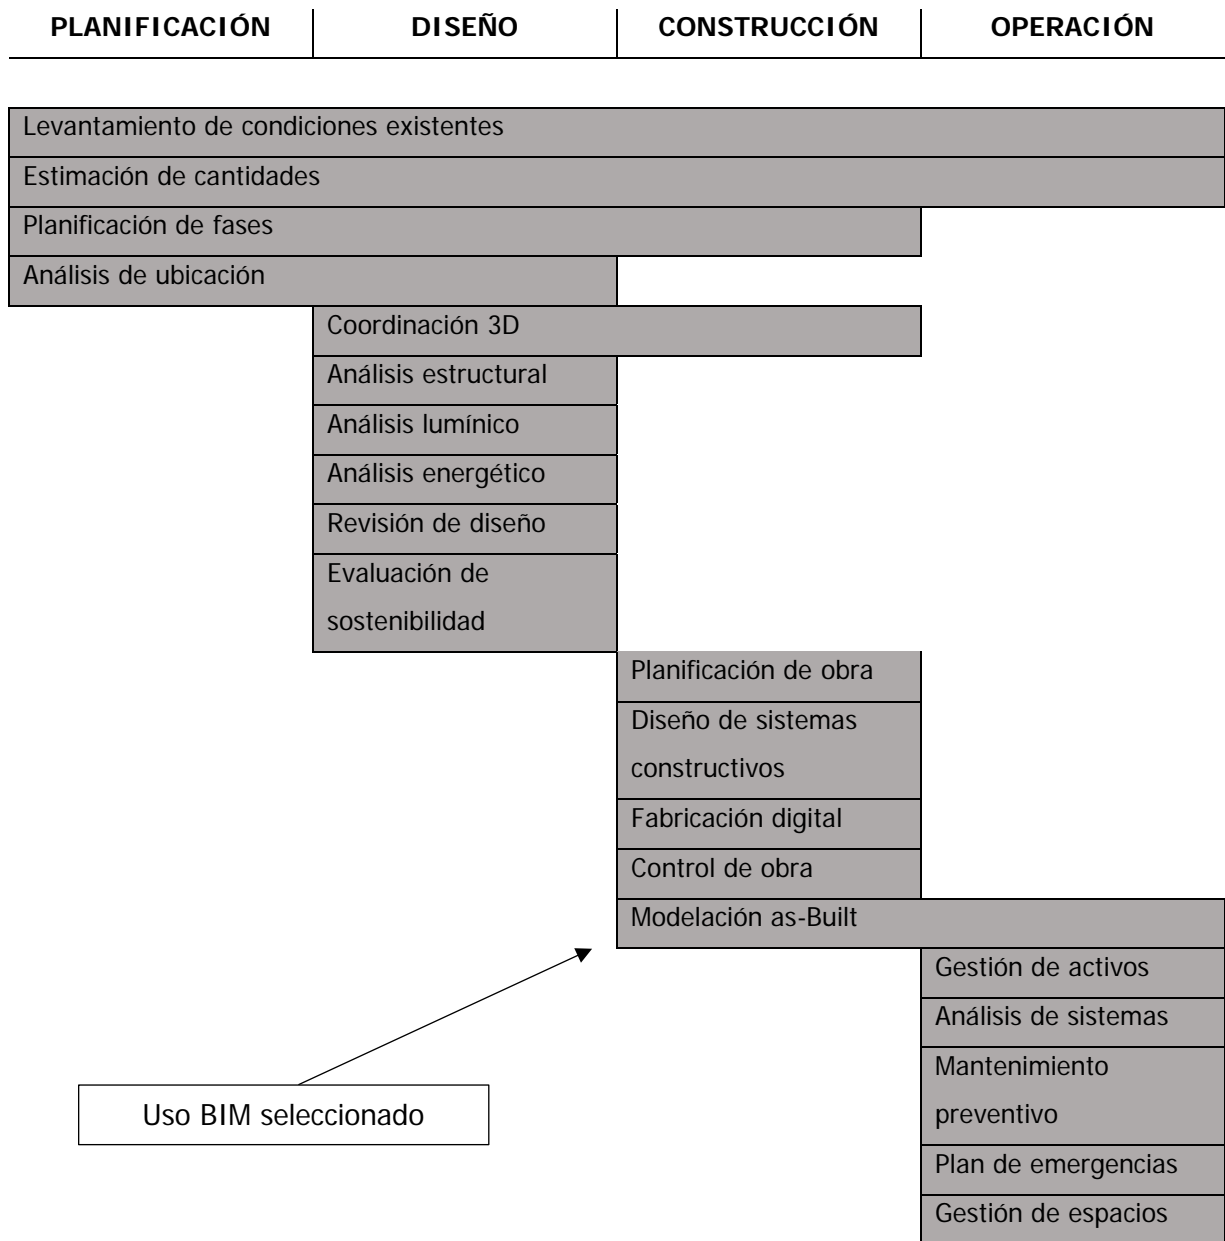 PLANIFICACIÓN DISEÑO CONSTRUCCIÓN OPERACIÓN
Levantamiento de condiciones existentes
Estimación de cantidades
Planificación de fases
Análisis de ubicación
Coordinación 3D
Análisis estructural
Análisis lumínico
Análisis energético
Revisión de diseño
Evaluación de
sostenibilidad
Planificación de obra
Diseño de sistemas
constructivos
Fabricación digital
Control de obra
Modelación as-Built
Gestión de activos
Análisis de sistemas
Mantenimiento
preventivo
Plan de emergencias
Gestión de espacios
Uso BIM seleccionado